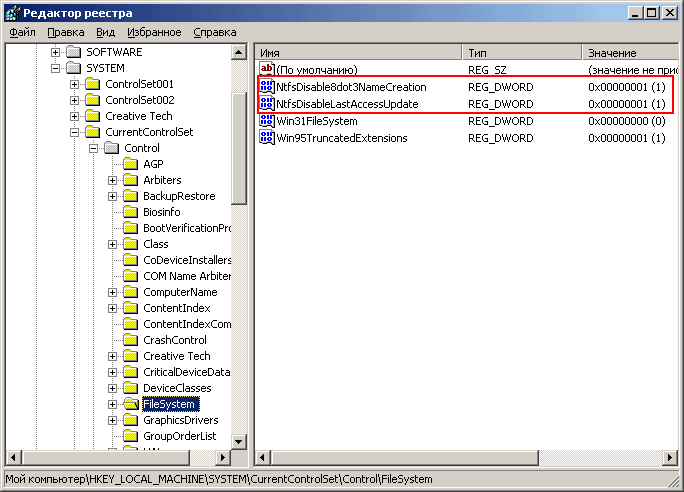 Редактор реестра
Файл Правка Вид Избранное Справка
SOFTWARE
SYSTEM
ControlSet001
ControlSet002
Creative Tech
CurrentControlSet
Control
AGP
Arbiters
BackupRestore
Biosinfo
BootVerificationPro
Class
CoDeviceInstallers
COM Name Arbiter
ComputerName
ContentIndex
ContentIndexCom
CrashControl
Creative Tech
CriticalDeviceData
DeviceClasses
FileSystem
GraphicsDrivers
GroupOrderList
Имя Тип Значение
(По умолчанию) REG_SZ (значение не прис
NtfsDisable8dot3NameCreation REG_DWORD 0x00000001 (1)
NtfsDisableLastAccessUpdate REG_DWORD 0x00000001 (1)
Win31FileSystem REG_DWORD 0x00000000 (0)
Win95TruncatedExtensions REG_DWORD 0x00000001 (1)
Мой компьютер\HKEY_LOCAL_MACHINE\SYSTEM\CurrentControlSet\Control\FileSystem